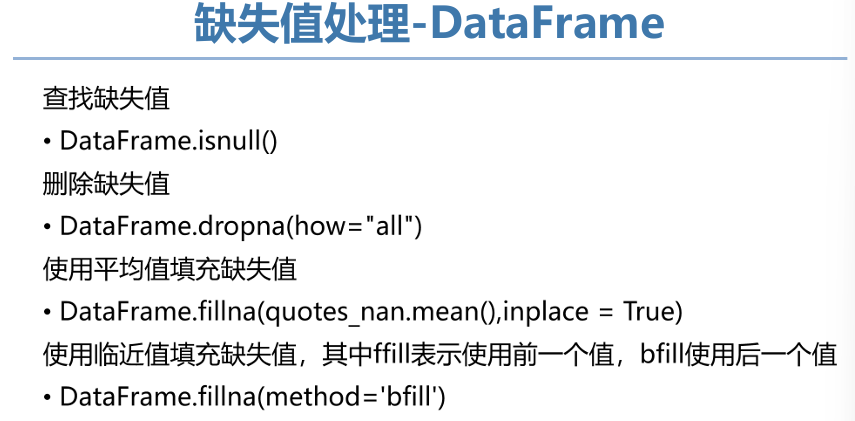 缺失值处理-DataFrame
查找缺失值
• DataFrame.isnull()
删除缺失值
• DataFrame.dropna(how="all")
使用平均值填充缺失值
• DataFrame.fillna(quotes_nan.mean(),inplace = True)
使用临近值填充缺失值，其中ffill表示使用前一个值，bfill使用后一个值
• DataFrame.fillna(method='bfill')